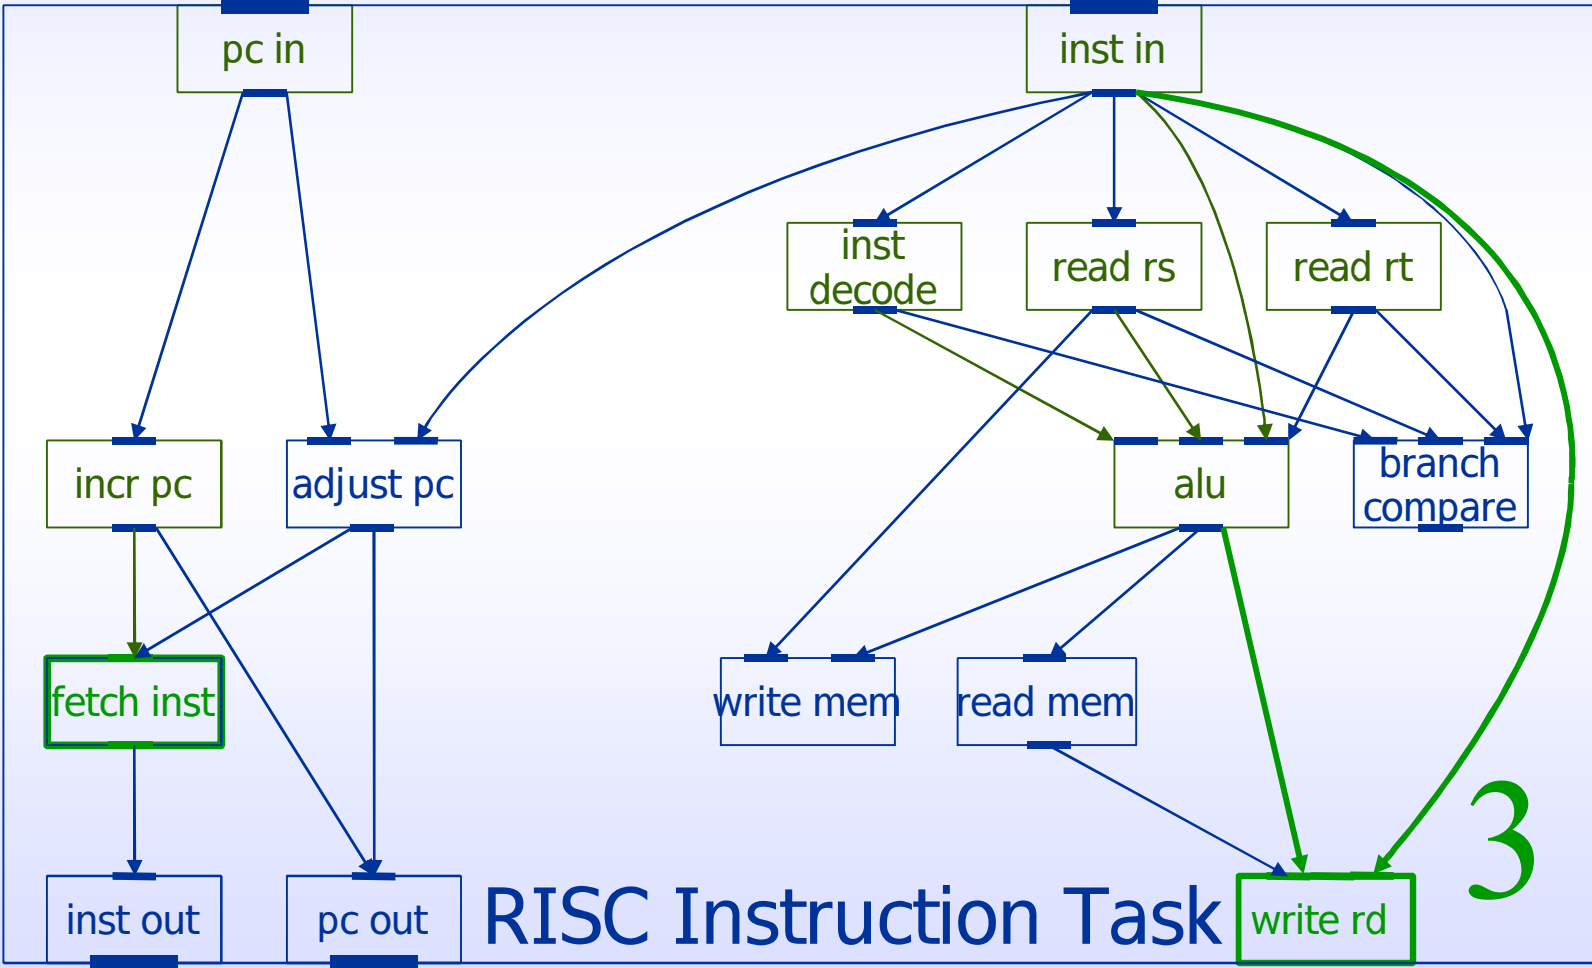 pc in
inst in
inst
decode
read rs
read rt
incr pc
adjust pc
alu
branch
compare
fetch inst
write mem
read mem
3
inst out
pc out
RISC Instruction Task
write rd